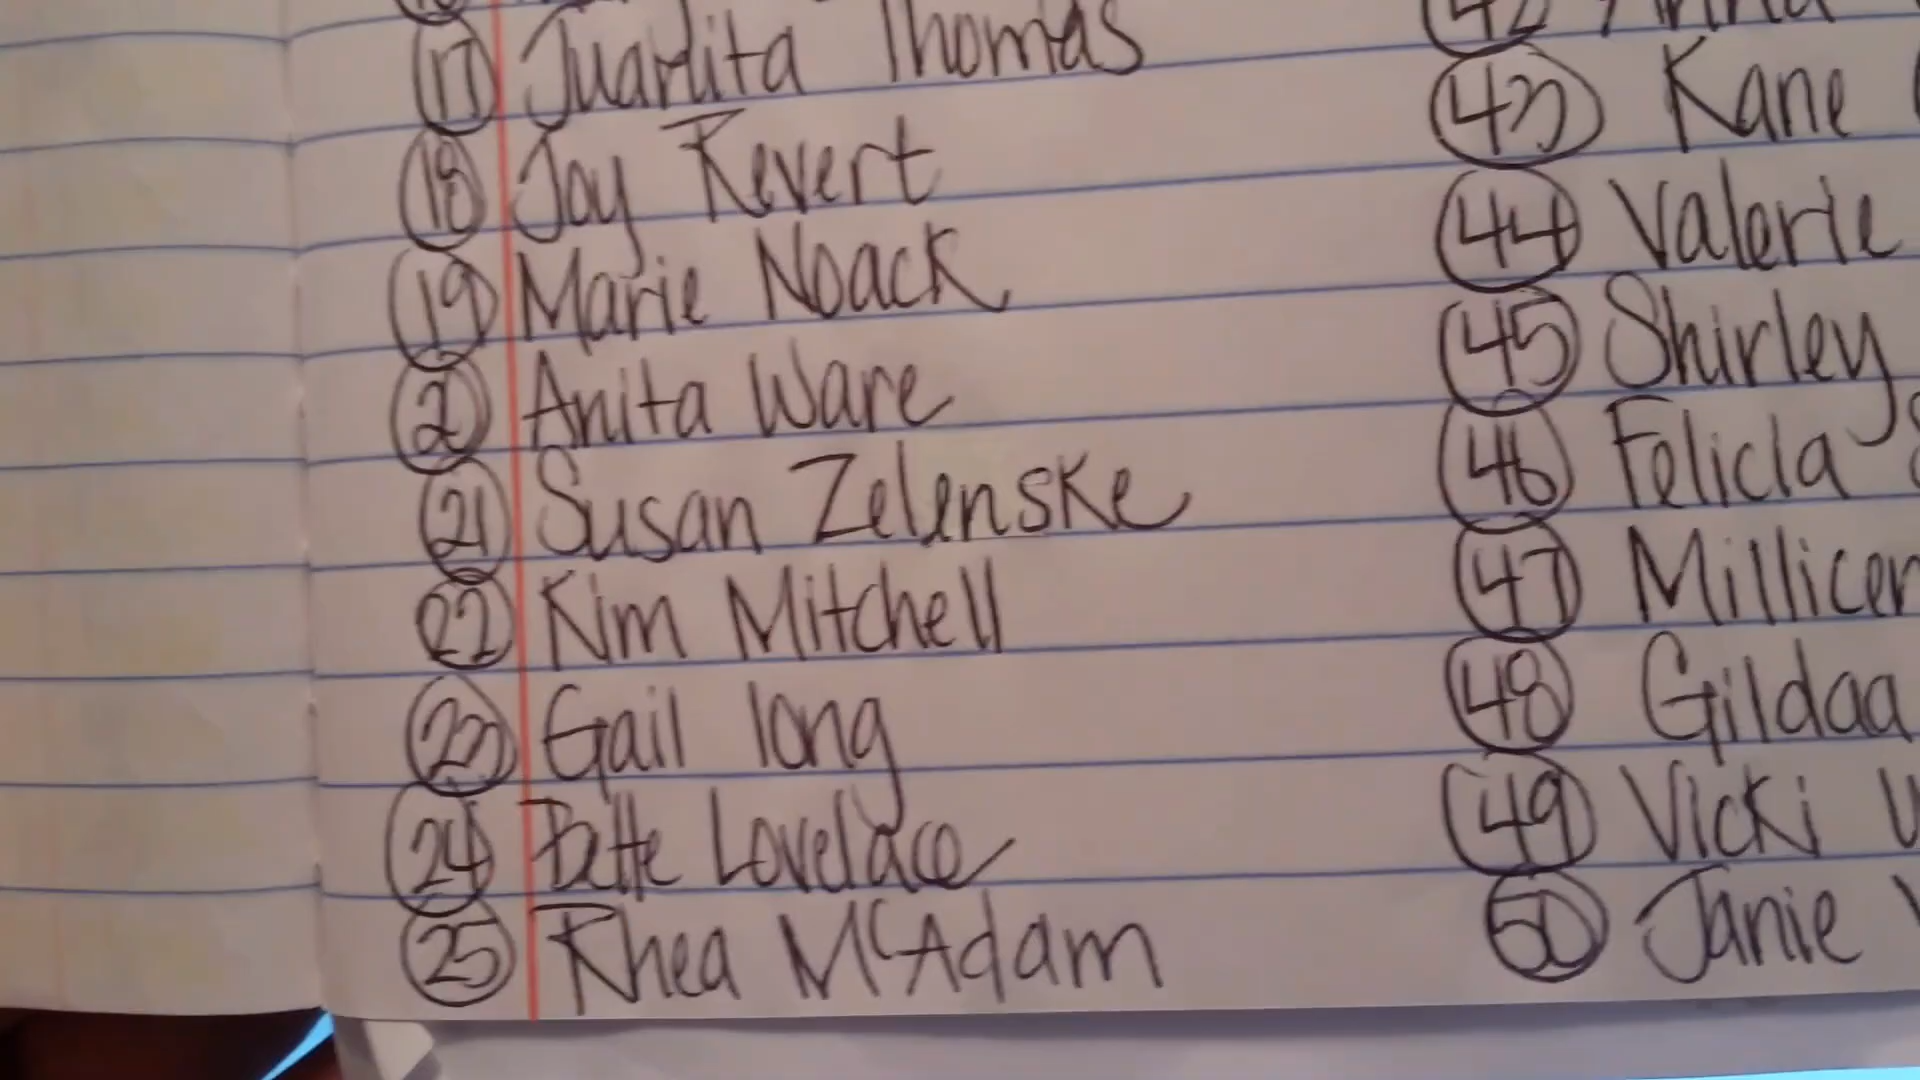 17 Juanita Thomas
18 Joy Revert
19 Marie Noack
20 Anita Ware
21 Susan Zelenske
22 Kim Mitchell
23 Gail long
24 Bette Lovelace
25 Rhea McAdam
42
43 Kane
44 Valerie
45 Shirley
46 Felicia
47 Millicen
48 Gildaa
49 Vicki
50 Janie